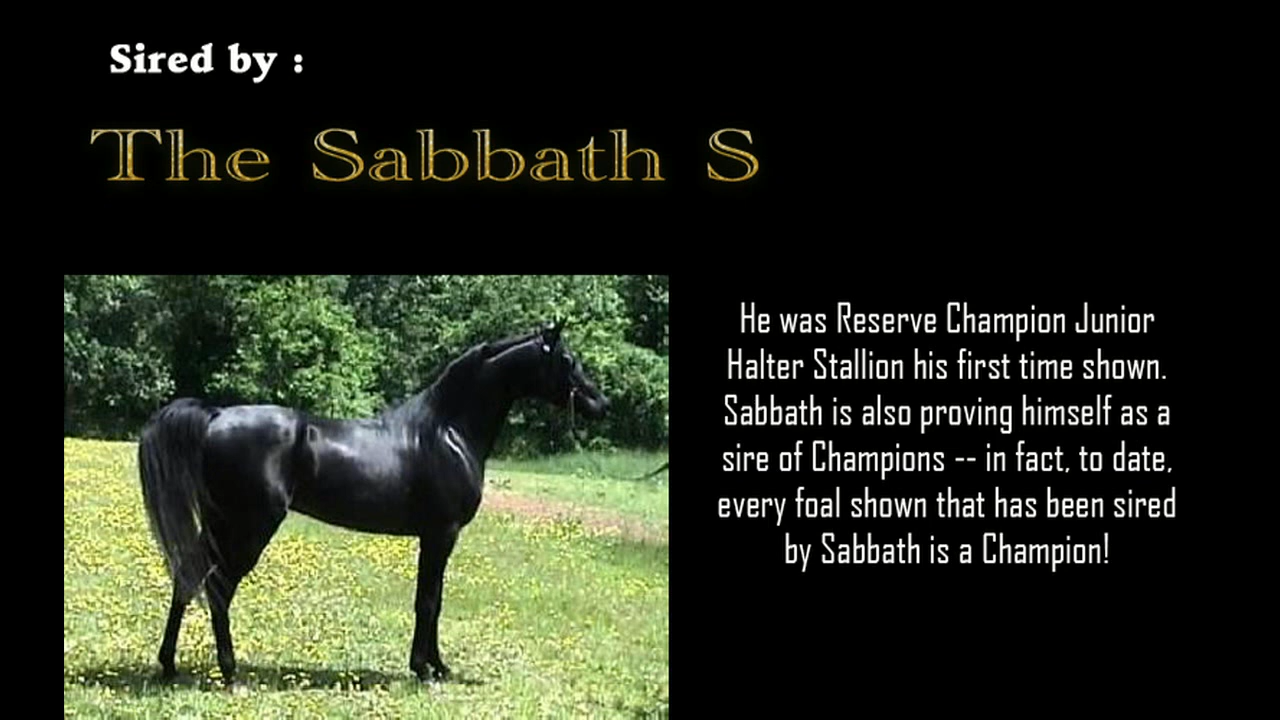 Sired by :
The Sabbath S
He was Reserve Champion Junior
Halter Stallion his first time shown.
Sabbath is also proving himself as a
sire of Champions -- in fact, to date,
every foal shown that has been sired
by Sabbath is a Champion!